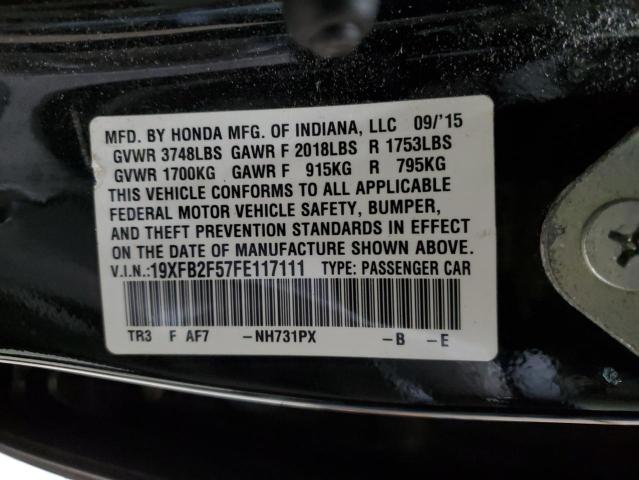 MFD. BY HONDA MFG. OF INDIANA, LLC 09/'15
GVWR 3748LBS GAWR F 2018LBS R 1753LBS
GVWR 1700KG GAWR F 915KG R 795KG
THIS VEHICLE CONFORMS TO ALL APPLICABLE
FEDERAL MOTOR VEHICLE SAFETY, BUMPER,
AND THEFT PREVENTION STANDARDS IN EFFECT
ON THE DATE OF MANUFACTURE SHOWN ABOVE.
V.I.N.:19XFB2F57FE117111 TYPE: PASSENGER CAR
TR3 F AF7 -NH731PX -B -E